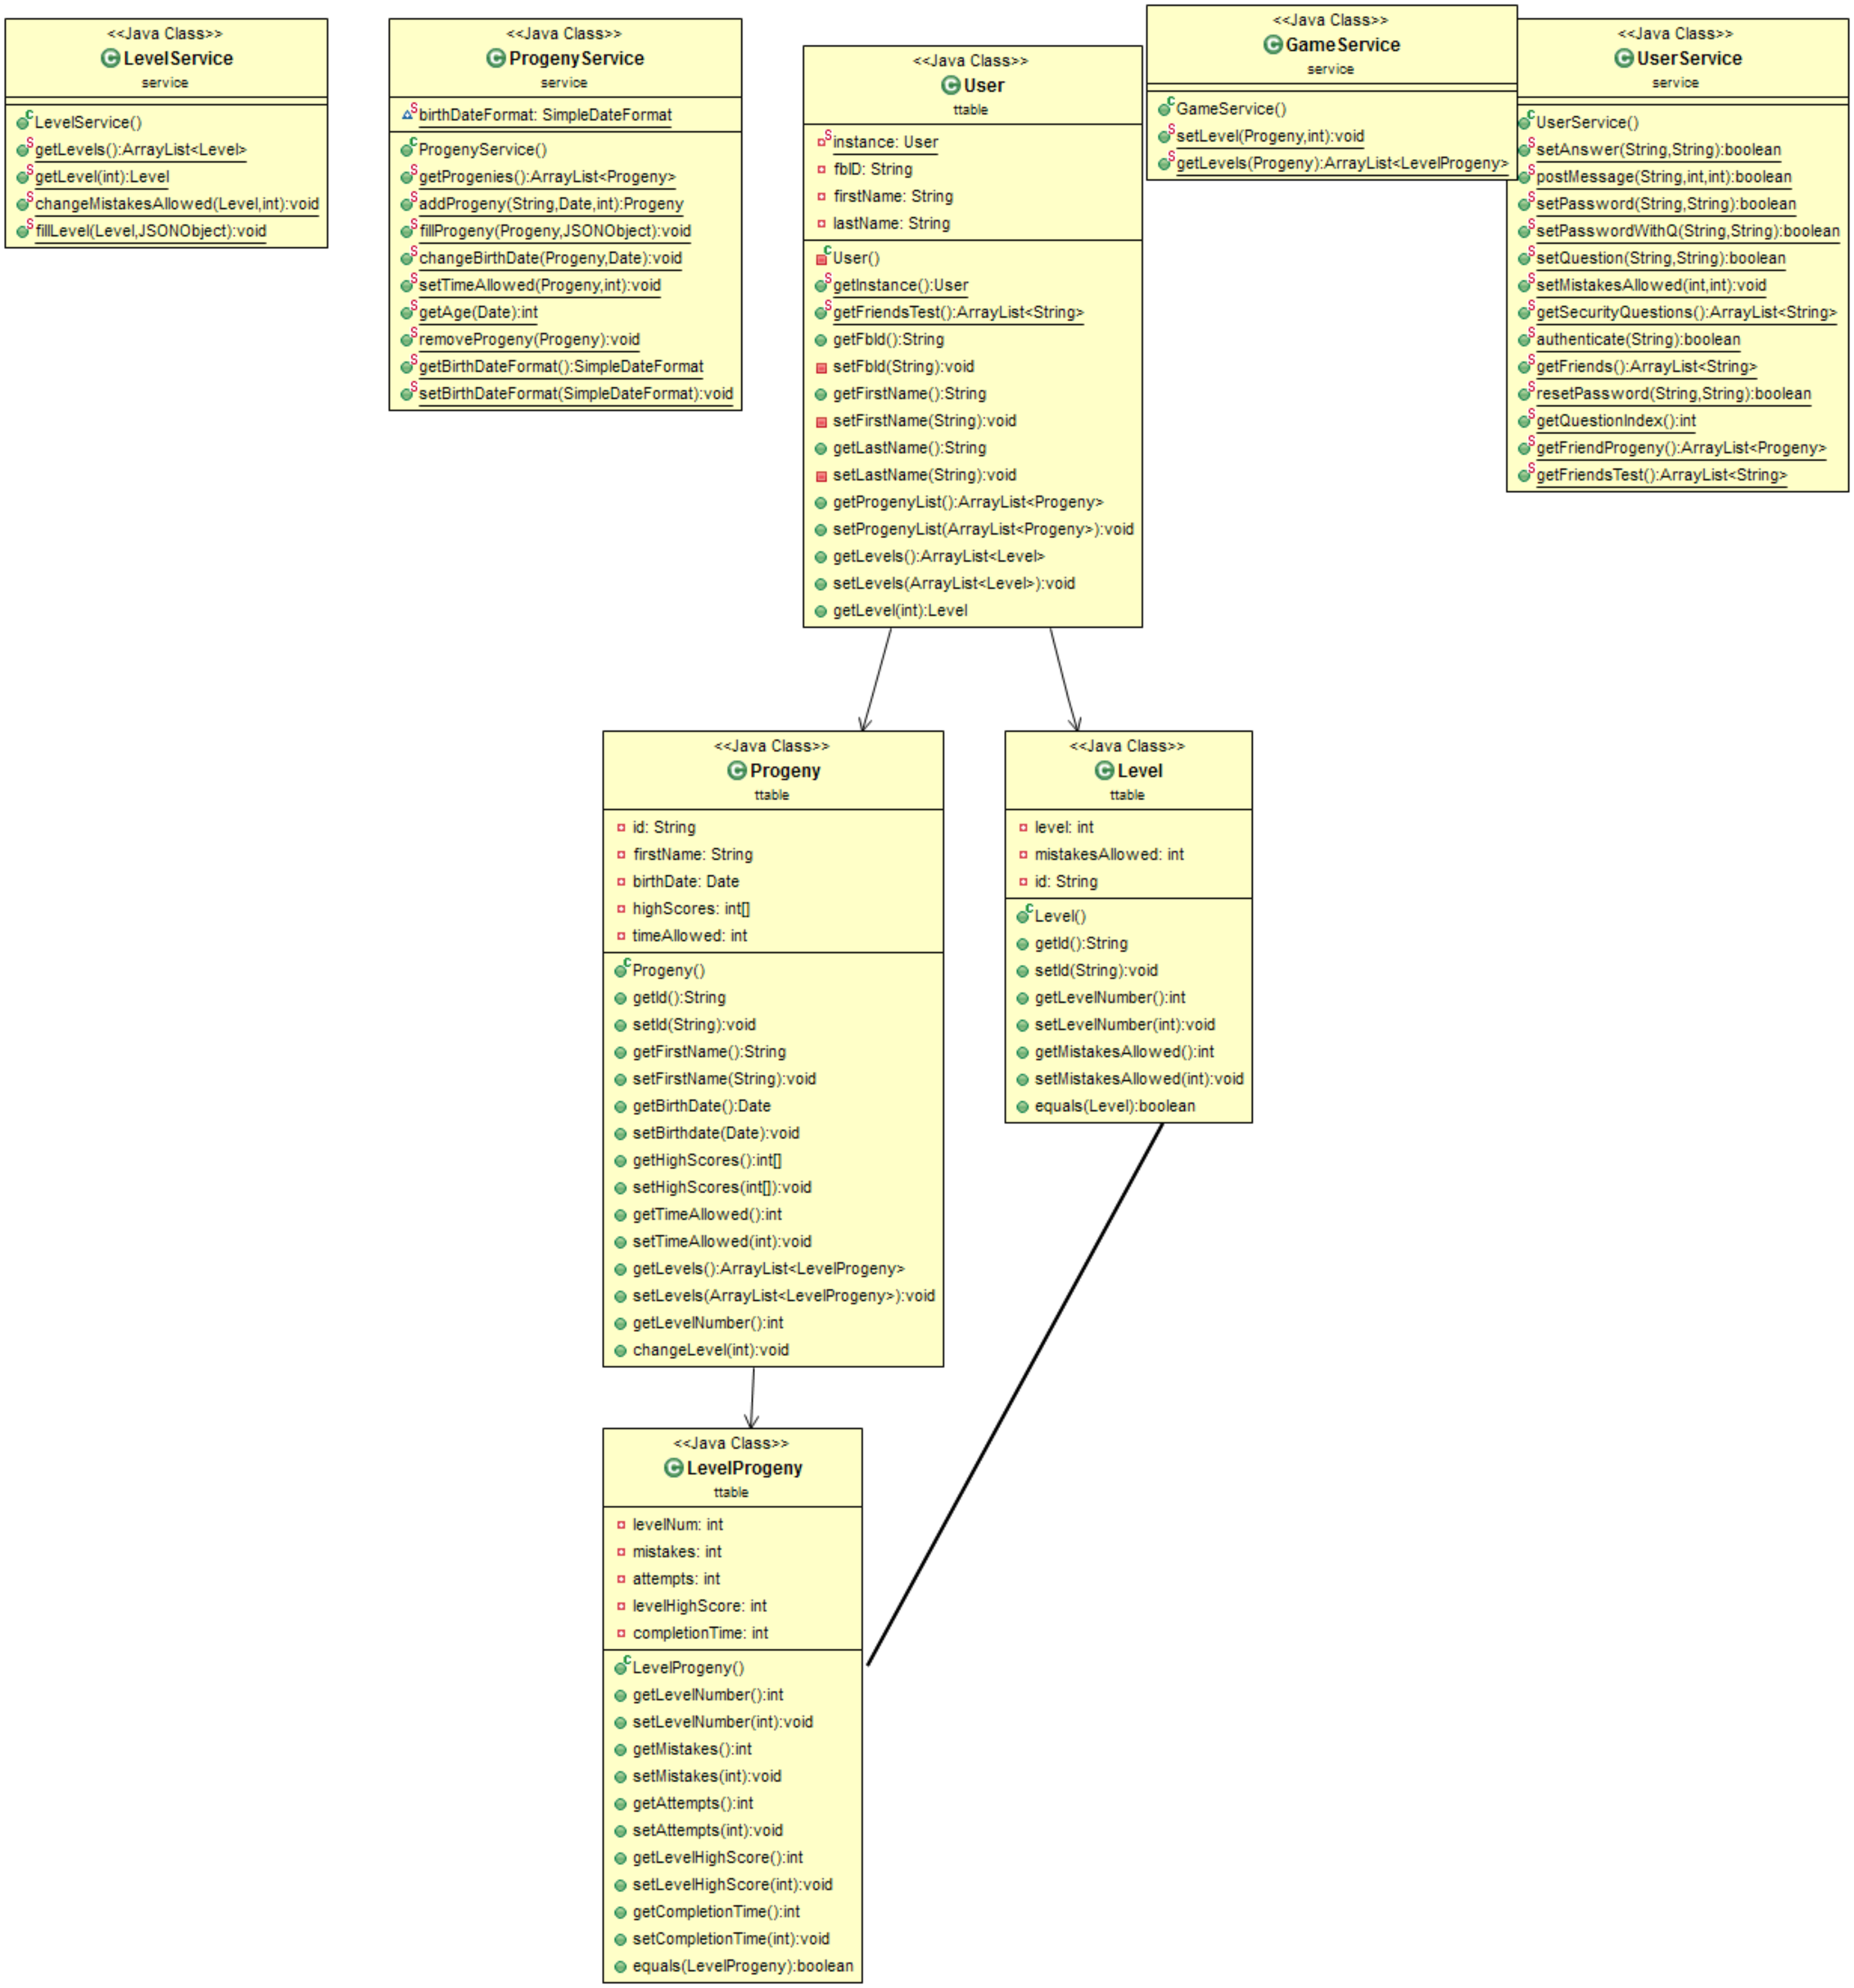 <<Java Class>>
LevelService
service
LevelService()
getLevels():ArrayList<Level>
getLevel(int):Level
changeMistakesAllowed(Level,int):void
fillLevel(Level,JSONObject):void
<<Java Class>>
ProgenyService
service
birthDateFormat: SimpleDateFormat
ProgenyService()
getProgenies():ArrayList<Progeny>
addProgeny(String,Date,int):Progeny
fillProgeny(Progeny,JSONObject):void
changeBirthDate(Progeny,Date):void
setTimeAllowed(Progeny,int):void
getAge(Date):int
removeProgeny(Progeny):void
getBirthDateFormat():SimpleDateFormat
setBirthDateFormat(SimpleDateFormat):void
<<Java Class>>
User
ttable
instance: User
fbID: String
firstName: String
lastName: String
User()
getInstance():User
getFriendsTest():ArrayList<String>
getFbId():String
setFbId(String):void
getFirstName():String
setFirstName(String):void
getLastName():String
setLastName(String):void
getProgenyList():ArrayList<Progeny>
setProgenyList(ArrayList<Progeny>):void
getLevels():ArrayList<Level>
setLevels(ArrayList<Level>):void
getLevel(int):Level
<<Java Class>>
GameService
service
GameService()
setLevel(Progeny,int):void
getLevels(Progeny):ArrayList<LevelProgeny>
<<Java Class>>
UserService
service
UserService()
setAnswer(String,String):boolean
postMessage(String,int,int):boolean
setPassword(String,String):boolean
setPasswordWithQ(String,String):boolean
setQuestion(String,String):boolean
setMistakesAllowed(int,int):void
getSecurityQuestions():ArrayList<String>
authenticate(String):boolean
getFriends():ArrayList<String>
resetPassword(String,String):boolean
getQuestionIndex():int
getFriendProgeny():ArrayList<Progeny>
getFriendsTest():ArrayList<String>
<<Java Class>>
Progeny
ttable
id: String
firstName: String
birthDate: Date
highScores: int[]
timeAllowed: int
Progeny()
getId():String
setId(String):void
getFirstName():String
setFirstName(String):void
getBirthDate():Date
setBirthdate(Date):void
getHighScores():int[]
setHighScores(int[]):void
getTimeAllowed():int
setTimeAllowed(int):void
getLevels():ArrayList<LevelProgeny>
setLevels(ArrayList<LevelProgeny>):void
getLevelNumber():int
changeLevel(int):void
<<Java Class>>
Level
ttable
level: int
mistakesAllowed: int
id: String
Level()
getId():String
setId(String):void
getLevelNumber():int
setLevelNumber(int):void
getMistakesAllowed():int
setMistakesAllowed(int):void
equals(Level):boolean
<<Java Class>>
LevelProgeny
ttable
levelNum: int
mistakes: int
attempts: int
levelHighScore: int
completionTime: int
LevelProgeny()
getLevelNumber():int
setLevelNumber(int):void
getMistakes():int
setMistakes(int):void
getAttempts():int
setAttempts(int):void
getLevelHighScore():int
setLevelHighScore(int):void
getCompletionTime():int
setCompletionTime(int):void
equals(LevelProgeny):boolean